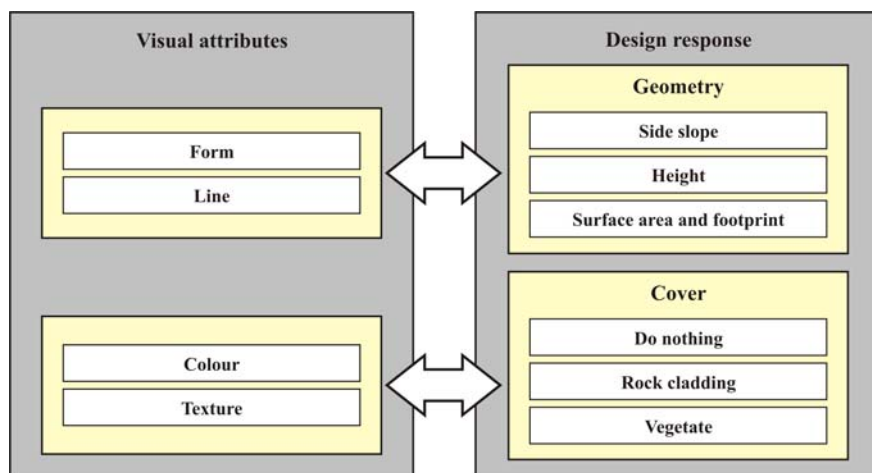 Visual attributes
Form
Line
Colour
Texture
Design response
Geometry
Side slope
Height
Surface area and footprint
Cover
Do nothing
Rock cladding
Vegetate